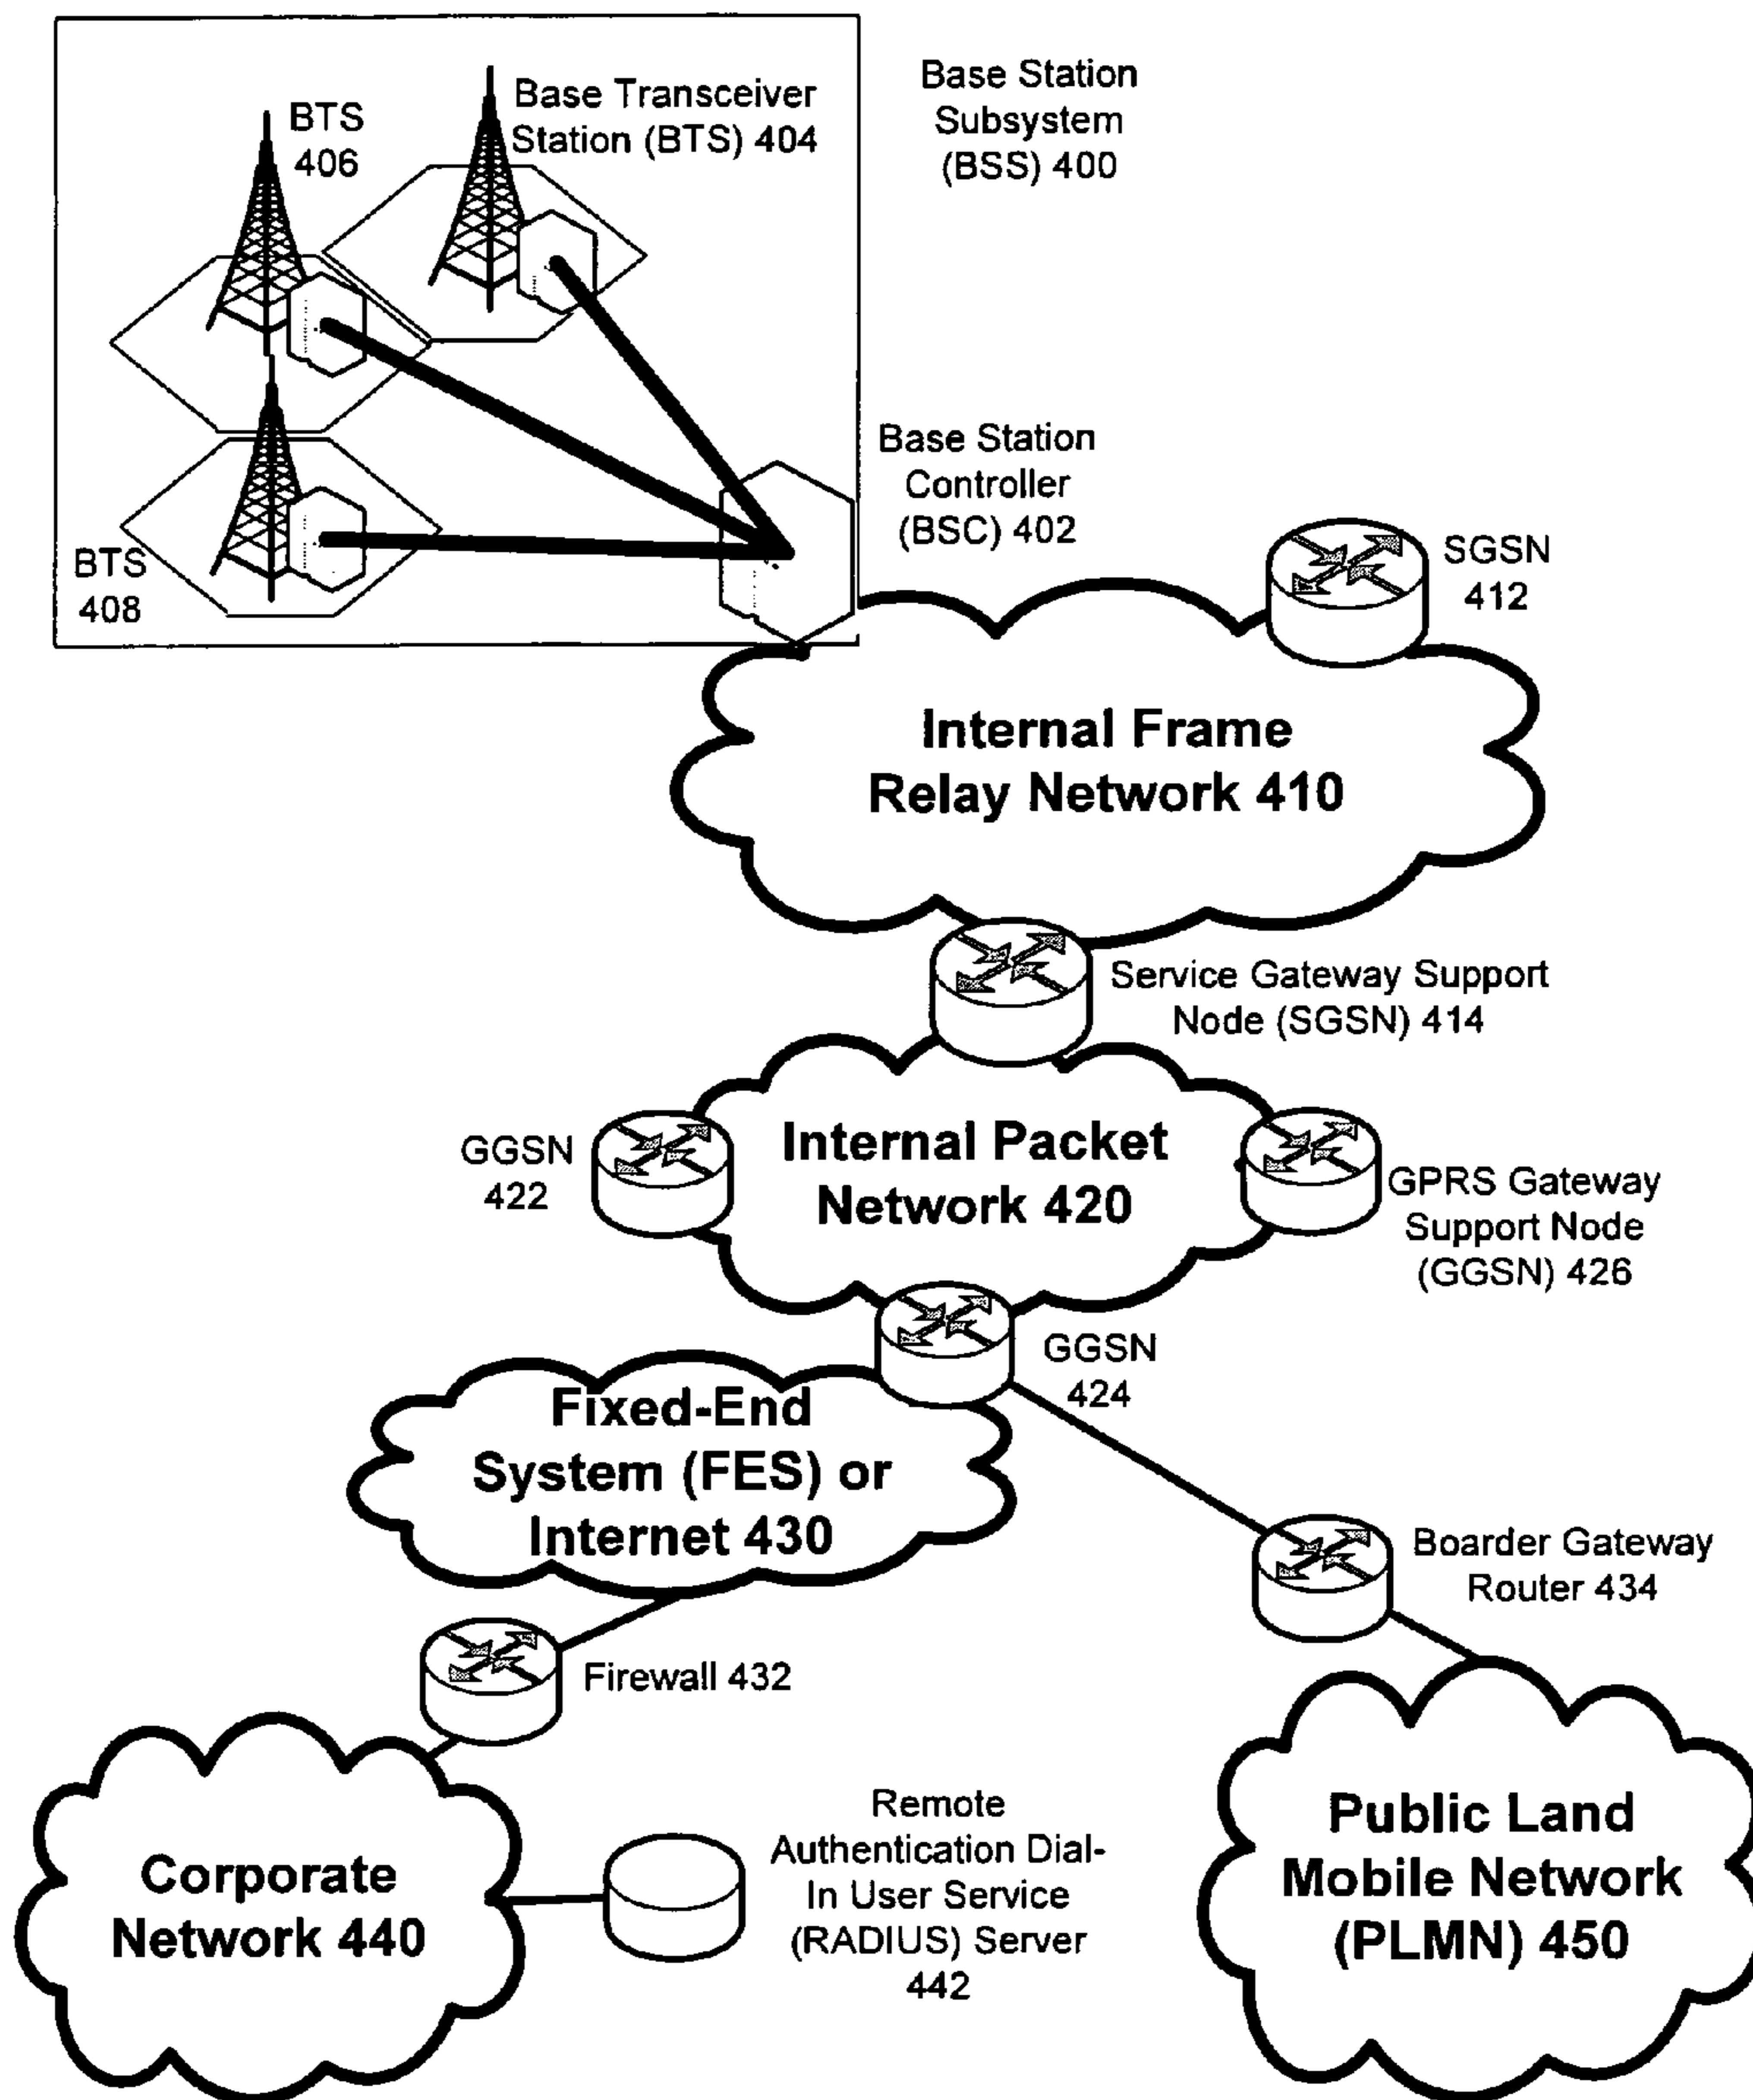 Base Station
Subsystem
(BSS) 400
Base Transceiver
Station (BTS) 404
BTS
406
BTS
408
Base Station
Controller
(BSC) 402
SGSN
412
Internal Frame
Relay Network 410
Service Gateway Support
Node (SGSN) 414
GGSN
422
Internal Packet
Network 420
GPRS Gateway
Support Node
(GGSN) 426
GGSN
424
Fixed-End
System (FES) or
Internet 430
Boarder Gateway
Router 434
Firewall 432
Corporate
Network 440
Remote
Authentication Dial-
In User Service
(RADIUS) Server
442
Public Land
Mobile Network
(PLMN) 450